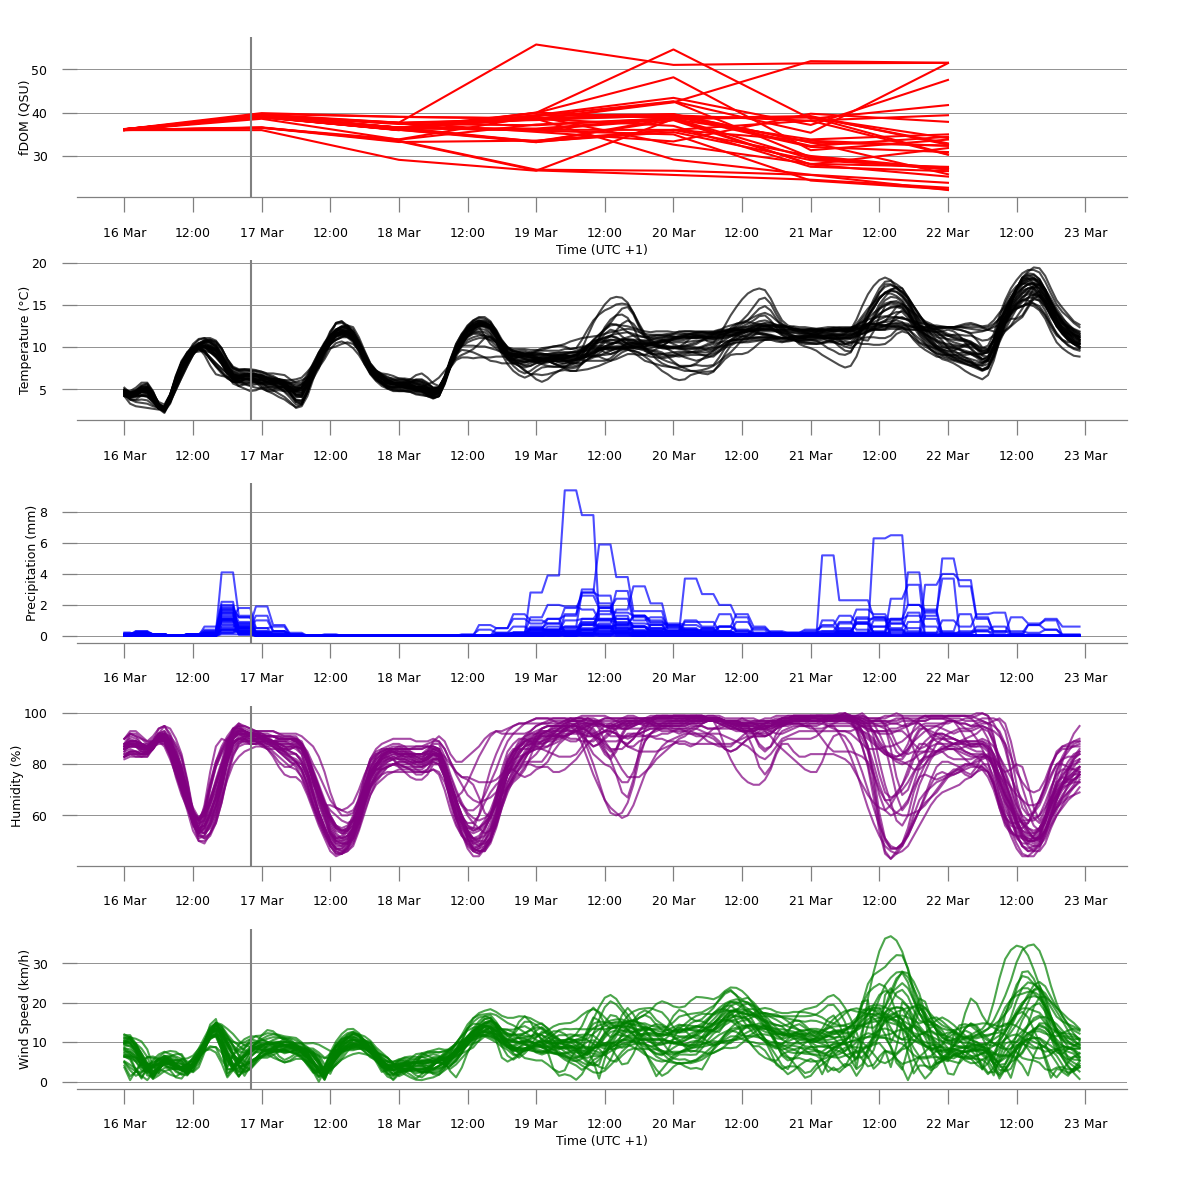 50
40
30
fDOM (QSU)
16 Mar 12:00 17 Mar 12:00 18 Mar 12:00 19 Mar 12:00 20 Mar 12:00 21 Mar 12:00 22 Mar 12:00 23 Mar
Time (UTC +1)
20
15
10
5
Temperature (°C)
16 Mar 12:00 17 Mar 12:00 18 Mar 12:00 19 Mar 12:00 20 Mar 12:00 21 Mar 12:00 22 Mar 12:00 23 Mar
8
6
4
2
0
Precipitation (mm)
16 Mar 12:00 17 Mar 12:00 18 Mar 12:00 19 Mar 12:00 20 Mar 12:00 21 Mar 12:00 22 Mar 12:00 23 Mar
100
80
60
Humidity (%)
16 Mar 12:00 17 Mar 12:00 18 Mar 12:00 19 Mar 12:00 20 Mar 12:00 21 Mar 12:00 22 Mar 12:00 23 Mar
30
20
10
0
Wind Speed (km/h)
16 Mar 12:00 17 Mar 12:00 18 Mar 12:00 19 Mar 12:00 20 Mar 12:00 21 Mar 12:00 22 Mar 12:00 23 Mar
Time (UTC +1)